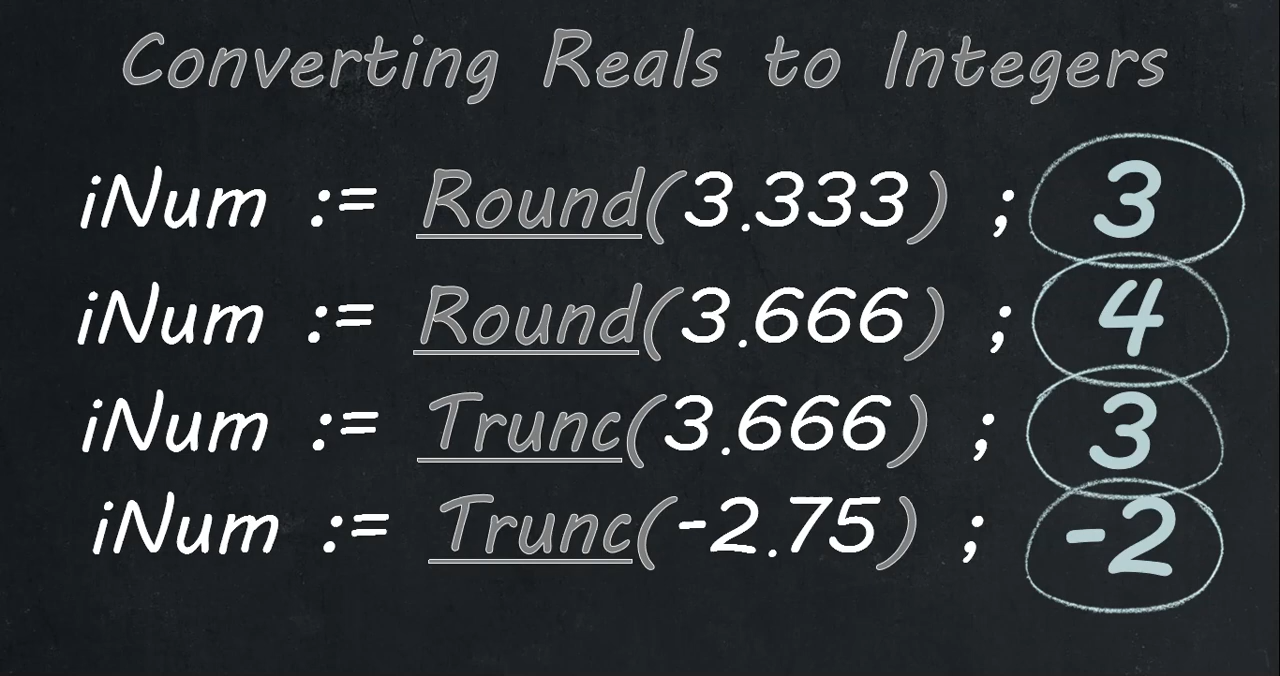 Converting Reals to Integers
iNum := Round(3.333) ; 3
iNum := Round(3.666) ; 4
iNum := Trunc(3.666) ; 3
iNum := Trunc(-2.75) ; -2